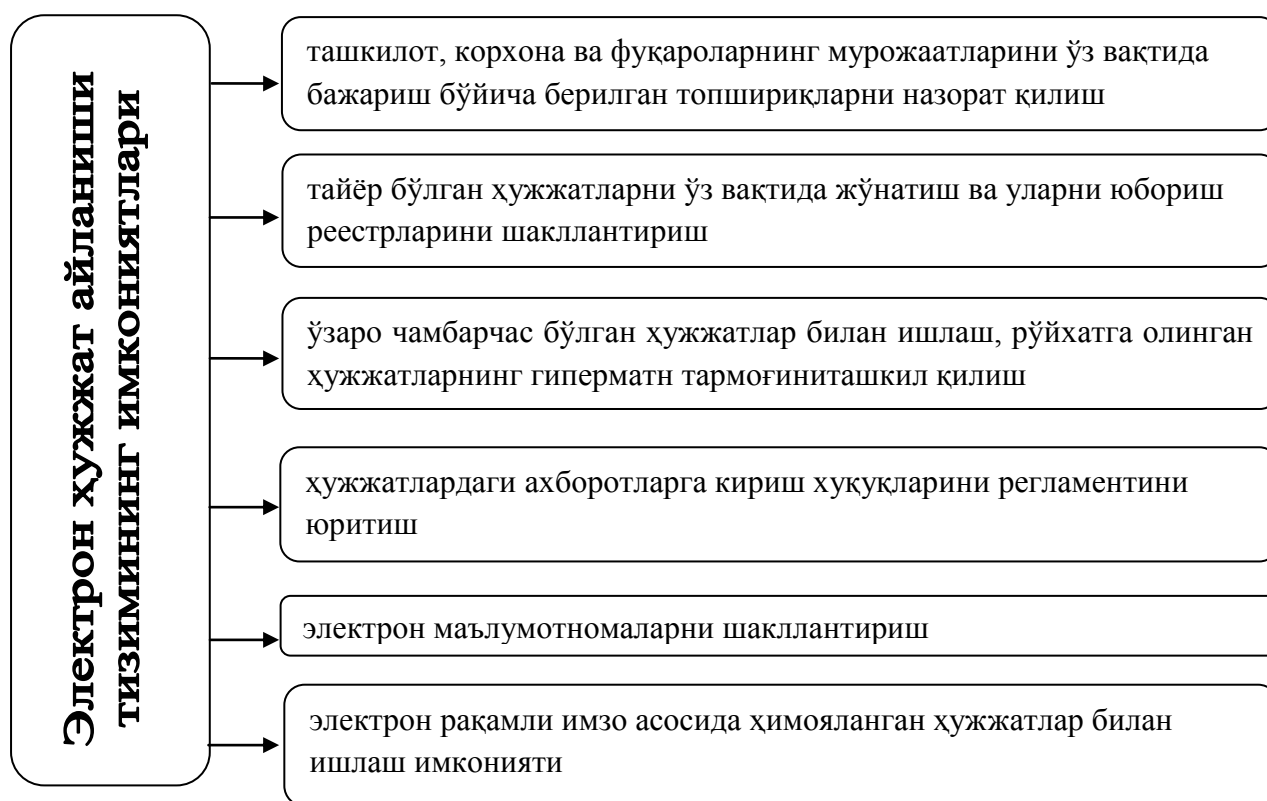 Электрон ҳужжат айланиши
тизимининг имкониятлари
ташкилот, корхона ва фуқароларнинг мурожаатларини ўз вақтида
бажариш бўйича берилган топшириқларни назорат қилиш
тайёр бўлган ҳужжатларни ўз вақтида жўнатиш ва уларни юбориш
реестрларини шакллантириш
ўзаро чамбарчас бўлган ҳужжатлар билан ишлаш, рўйхатга олинган
ҳужжатларнинг гиперматн тармоғиниташкил қилиш
ҳужжатлардаги ахборотларга кириш хуқуқларини регламентини
юритиш
электрон маълумотномаларни шакллантириш
электрон рақамли имзо асосида ҳимояланган ҳужжатлар билан
ишлаш имконияти